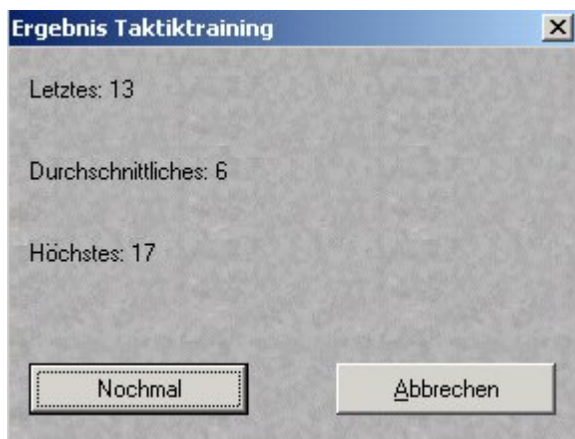 Ergebnis Taktiktraining
Letztes: 13
Durchschnittliches: 6
Höchstes: 17
Nochmal
Abbrechen